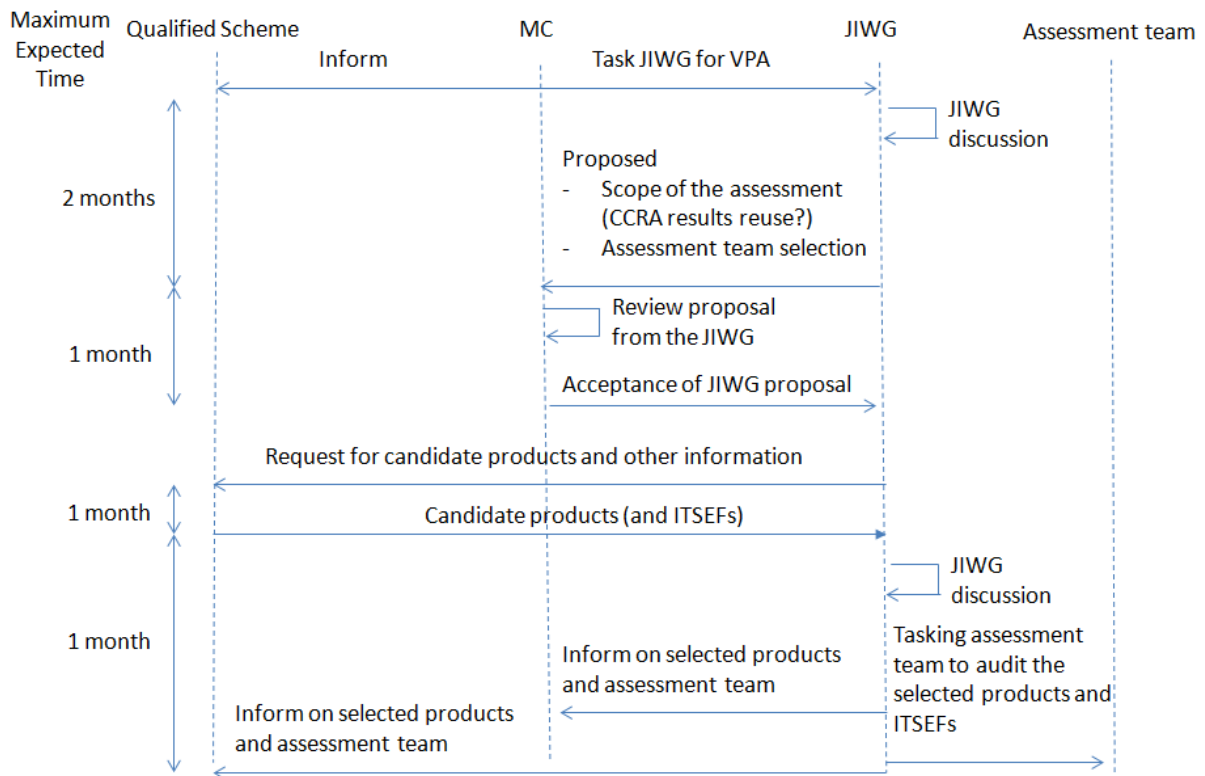 Maximum
Expected
Time
Qualified Scheme
MC
JIWG
Assessment team
Inform
Task JIWG for VPA
JIWG
discussion
2 months
Proposed
- Scope of the assessment
(CCRA results reuse?)
- Assessment team selection
1 month
Review proposal
from the JIWG
Acceptance of JIWG proposal
Request for candidate products and other information
1 month
Candidate products (and ITSEFs)
JIWG
discussion
1 month
Tasking assessment
team to audit the
selected products and
ITSEFs
Inform on selected products
and assessment team
Inform on selected products
and assessment team